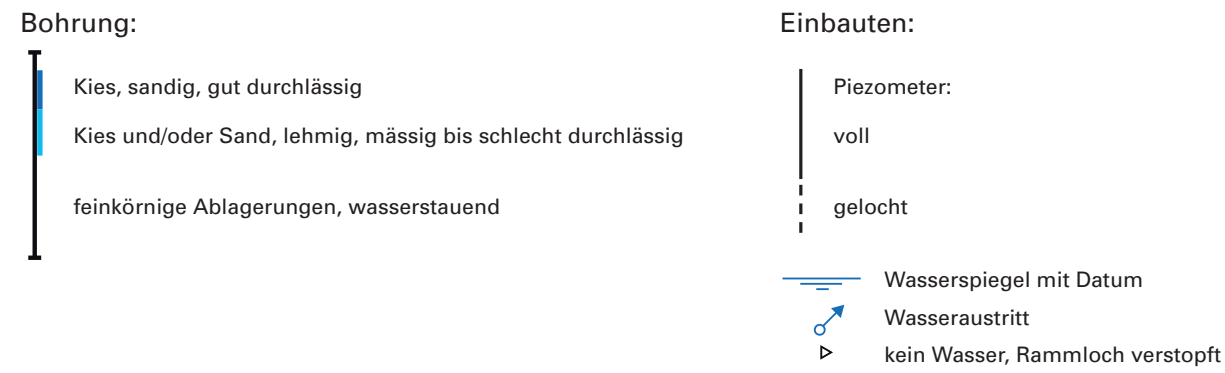 Bohrung:
Kies, sandig, gut durchlässig
Kies und/oder Sand, lehmig, mässig bis schlecht durchlässig
feinkörnige Ablagerungen, wasserstauend
Einbauten:
Piezometer:
voll
gelocht
Wasserspiegel mit Datum
Wasseraustritt
kein Wasser, Rammloch verstopft